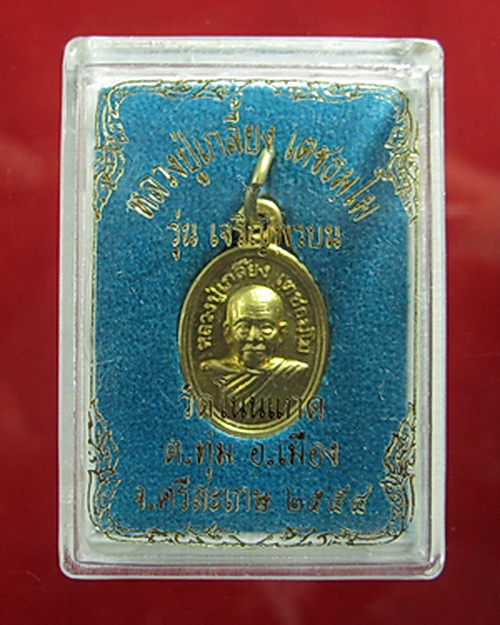 หลวงปู่เกลี้ยง เตชธมฺโม
รุ่น เจริญพรบน
หลวงปู่เกลี้ยง เตชธมฺโม
วัดโนนแกด
ต.ทุ่ม อ.เมือง
จ.ศรีสะเกษ ๒๕๕๔